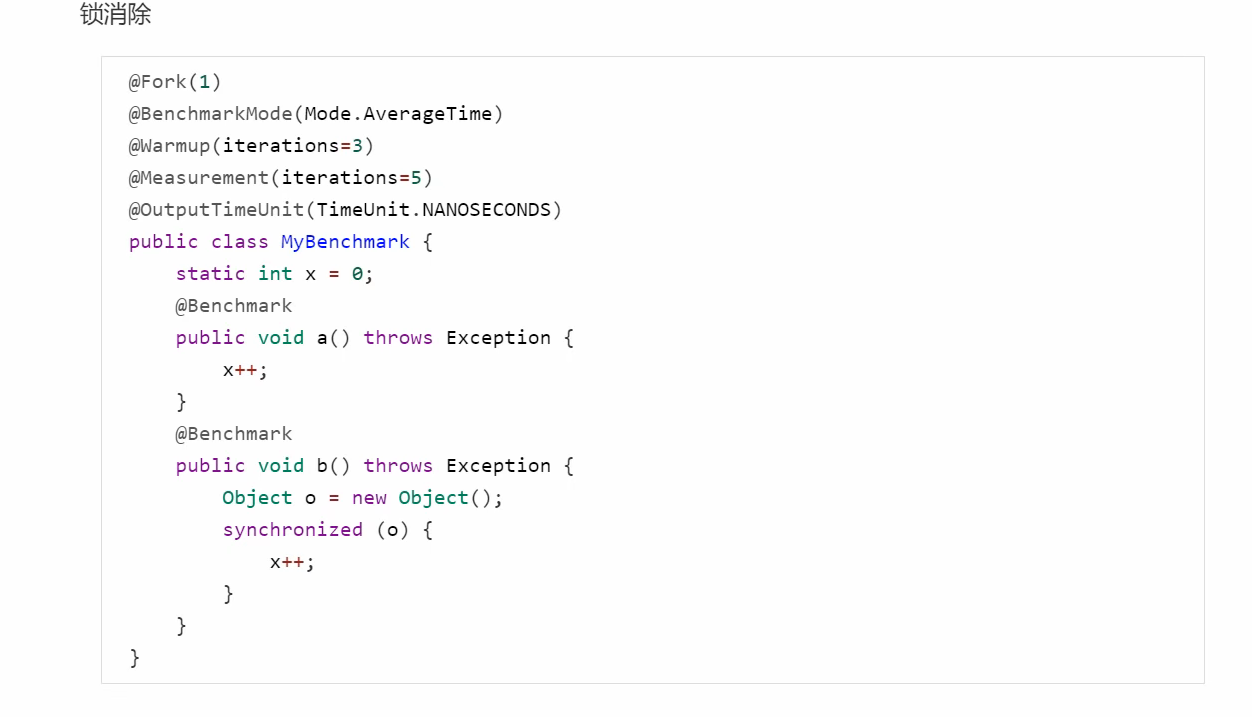 锁消除
@Fork(1)
@BenchmarkMode(Mode.AverageTime)
@Warmup(iterations=3)
@Measurement(iterations=5)
@OutputTimeUnit(TimeUnit.NANOSECONDS)
public class MyBenchmark {
    static int x = 0;
    @Benchmark
    public void a() throws Exception {
        x++;
    }
    @Benchmark
    public void b() throws Exception {
        Object o = new Object();
        synchronized (o) {
            x++;
        }
    }
}